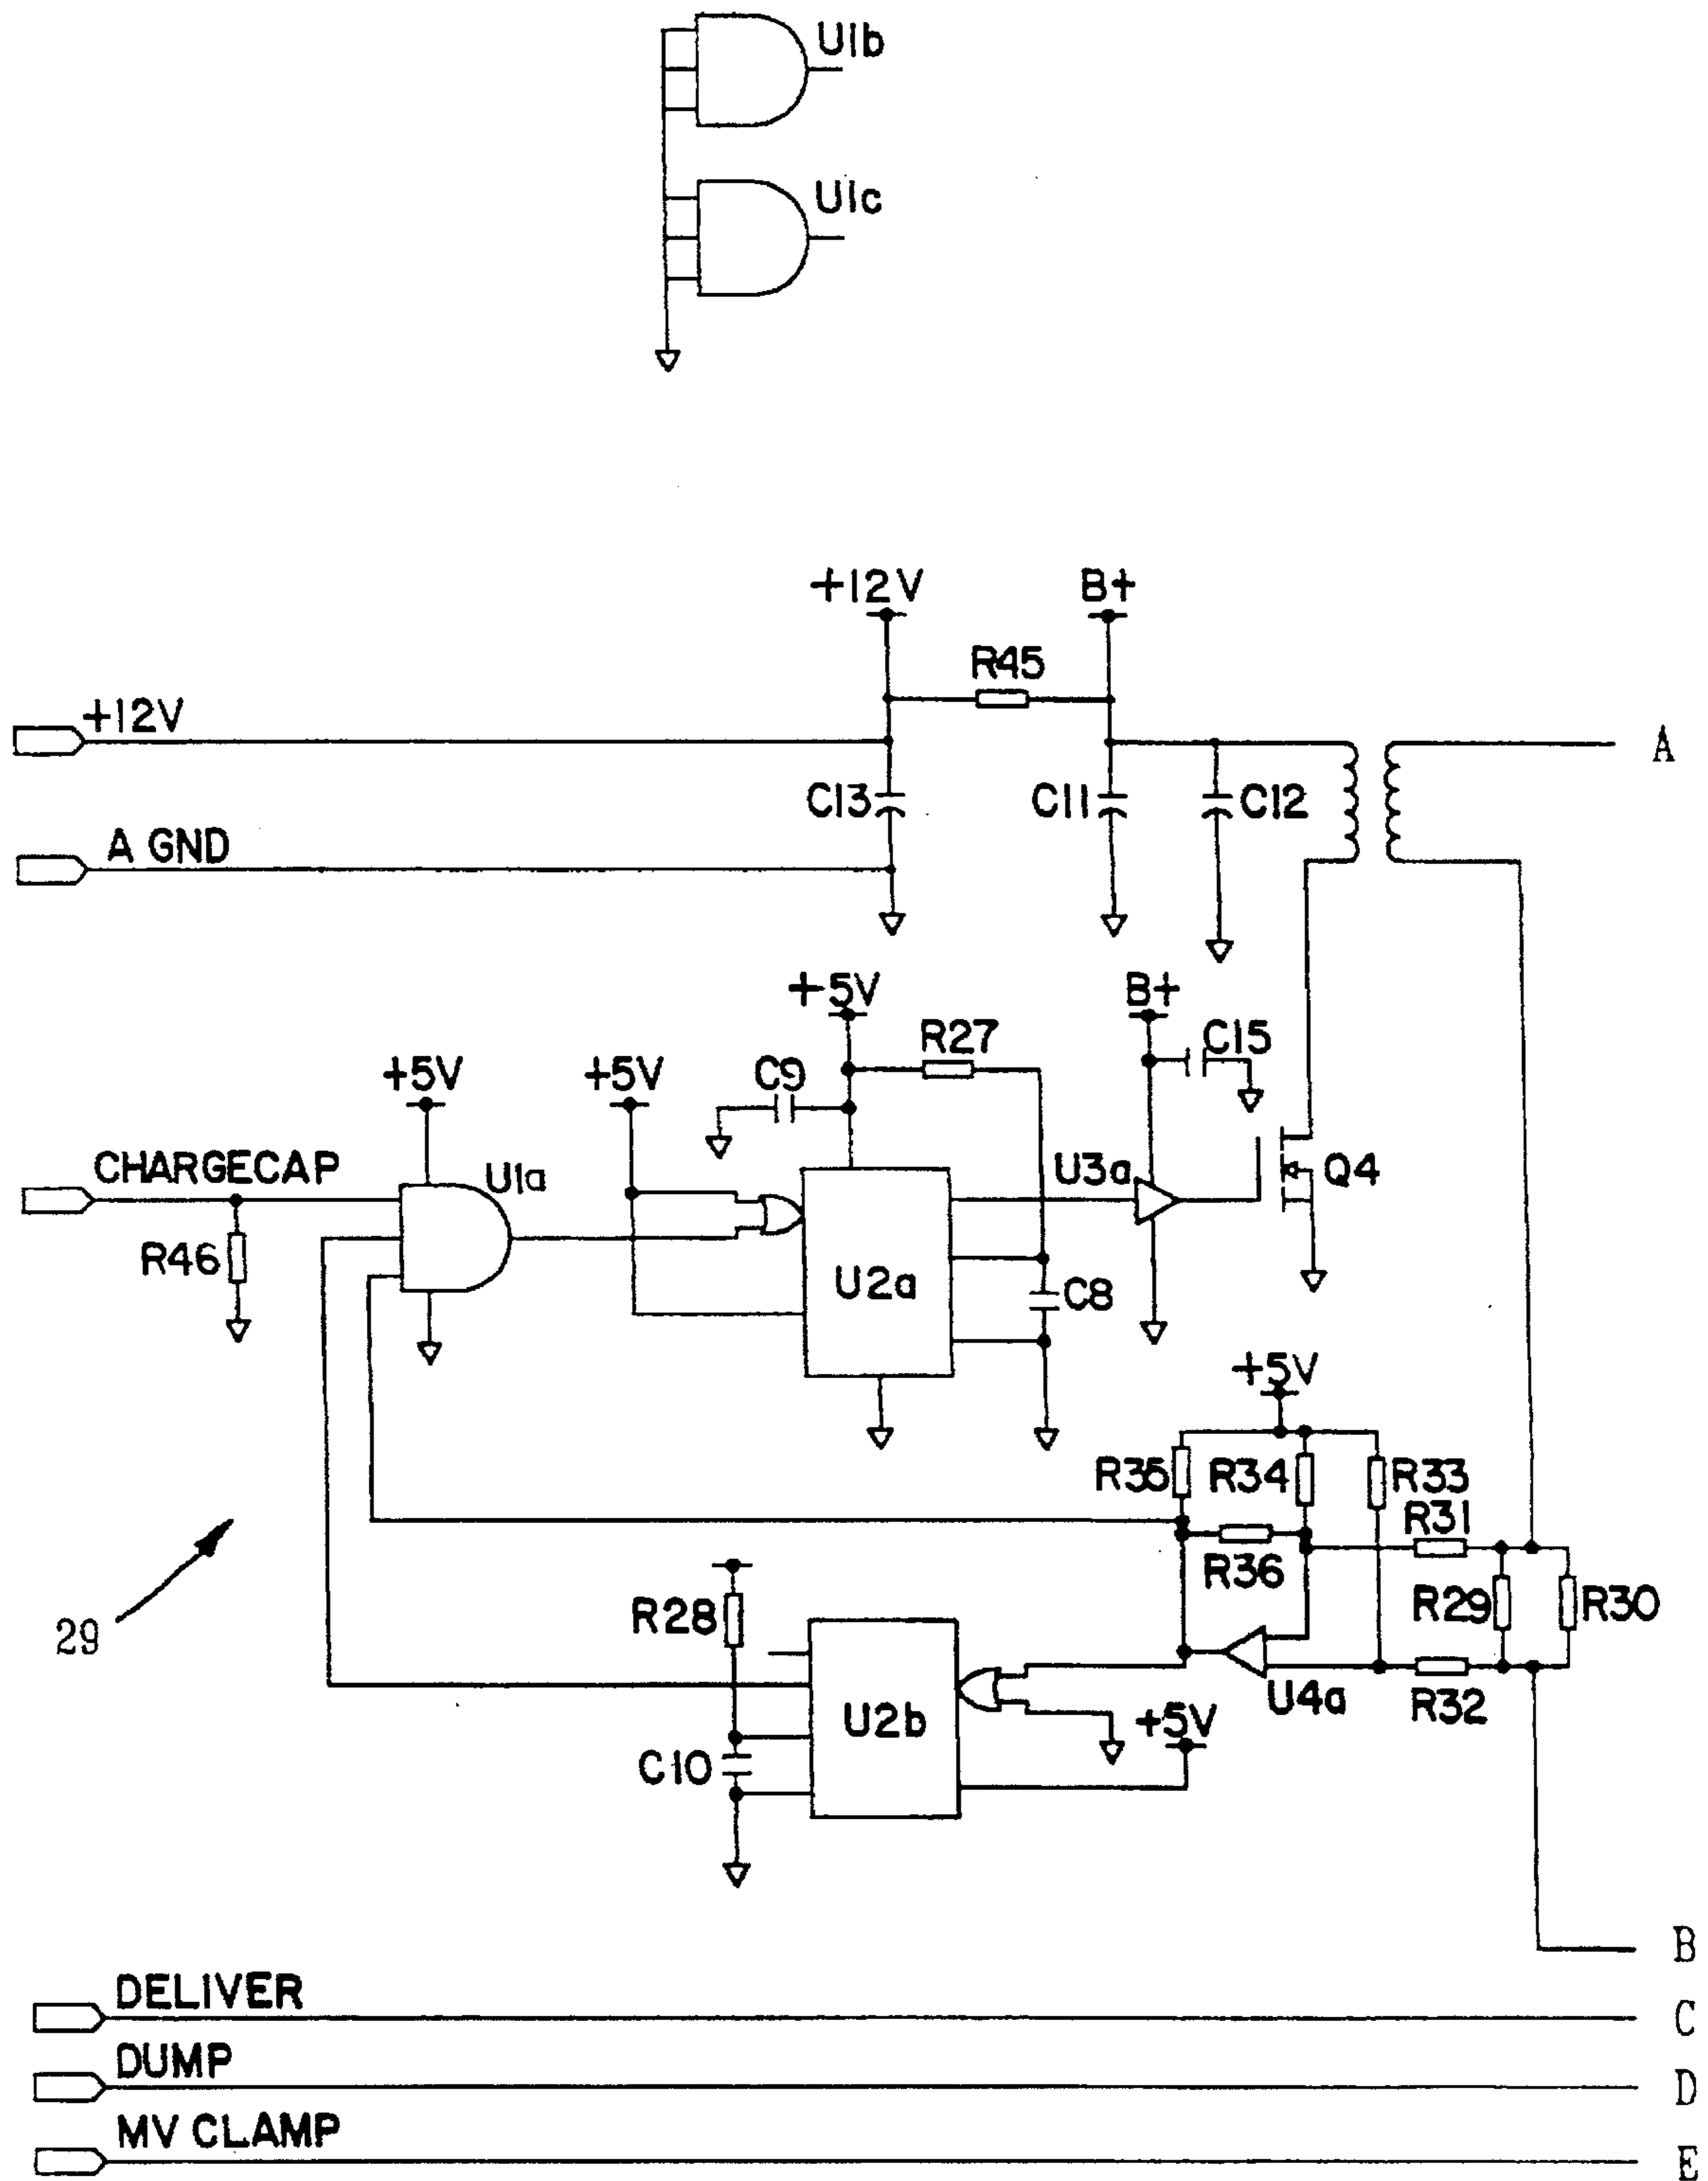 U1b
U1c
+12V
B+
R45
+12V
A
C13
C11
C12
A GND
+5V
B+
R27
C15
+5V
+5V
C9
CHARGECAP
U1a
U3a
Q4
R46
U2a
C8
+5V
R35
R34
R33
R31
R36
R28
R29
R30
29
U4a
R32
U2b
+5V
C10
B
DELIVER
C
DUMP
D
MV CLAMP
E